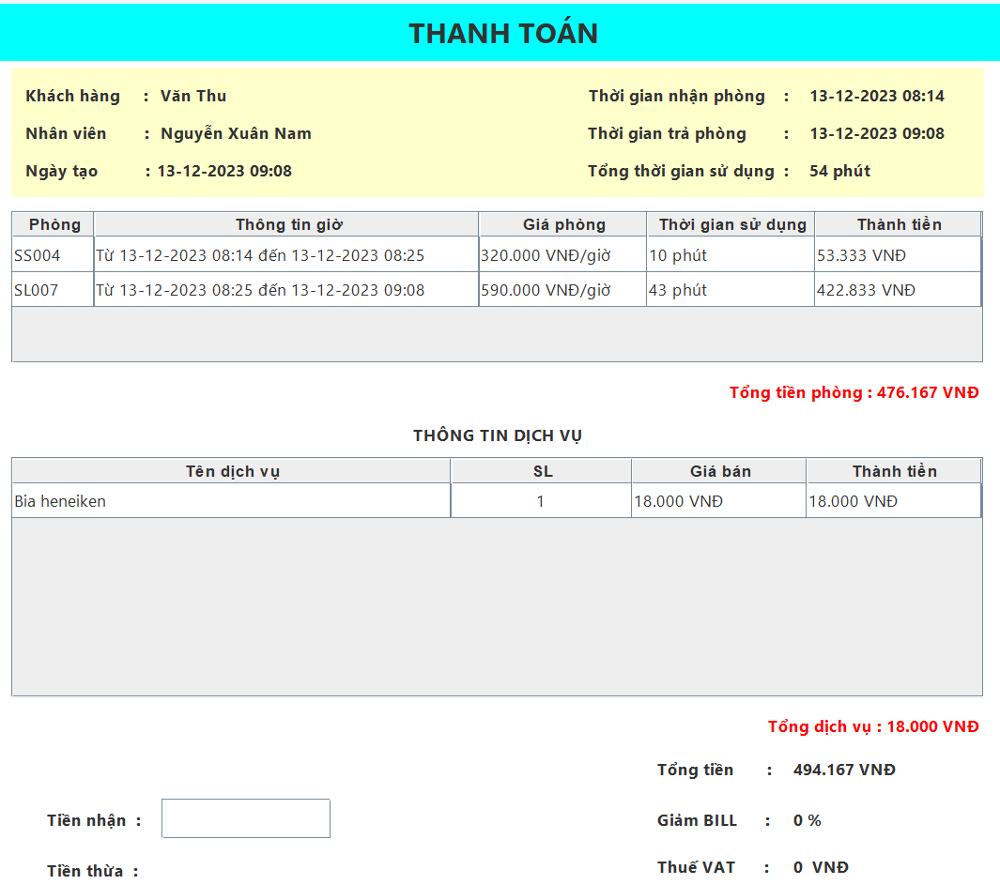 THANH TOÁN
Khách hàng : Văn Thu Thời gian nhận phòng : 13-12-2023 08:14
Nhân viên : Nguyễn Xuân Nam Thời gian trả phòng : 13-12-2023 09:08
Ngày tạo : 13-12-2023 09:08 Tổng thời gian sử dụng : 54 phút
Phòng Thông tin giờ Giá phòng Thời gian sử dụng Thành tiền
SS004 Từ 13-12-2023 08:14 đến 13-12-2023 08:25 320.000 VNĐ/giờ 10 phút 53.333 VNĐ
SL007 Từ 13-12-2023 08:25 đến 13-12-2023 09:08 590.000 VNĐ/giờ 43 phút 422.833 VNĐ
Tổng tiền phòng : 476.167 VNĐ
THÔNG TIN DỊCH VỤ
Tên dịch vụ SL Giá bán Thành tiền
Bia heneiken 1 18.000 VNĐ 18.000 VNĐ
Tổng dịch vụ : 18.000 VNĐ
Tổng tiền : 494.167 VNĐ
Tiền nhận : Giảm BILL : 0 %
Tiền thừa : Thuế VAT : 0 VNĐ